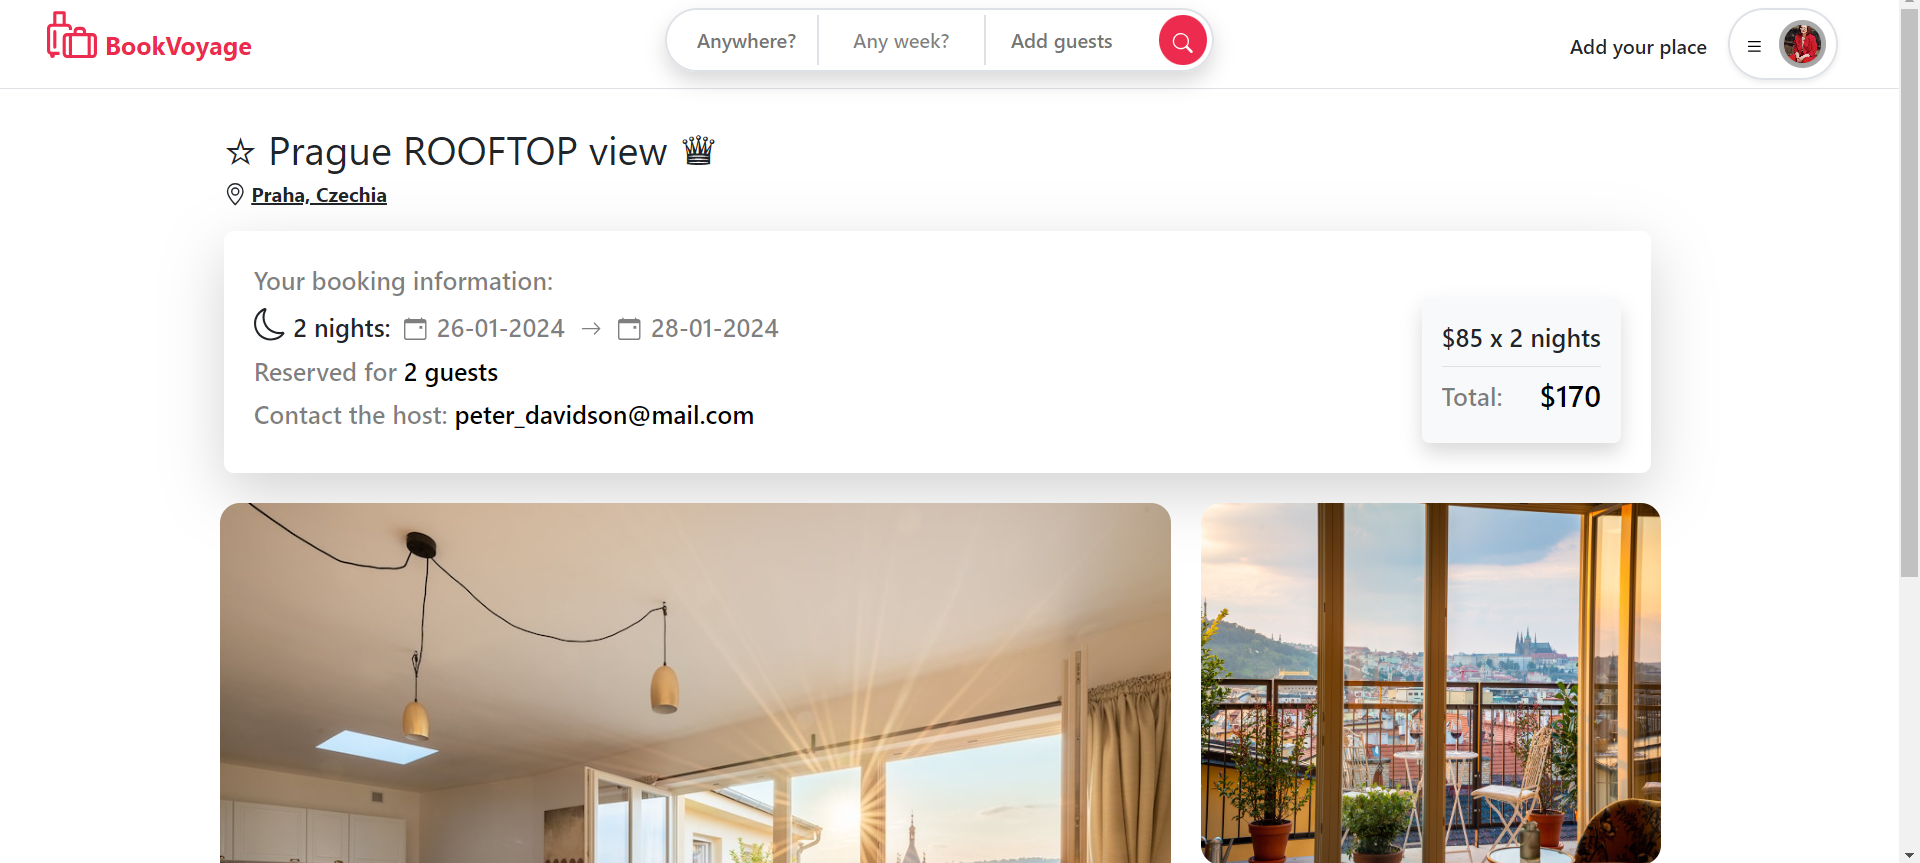 BookVoyage
Anywhere?
Any week?
Add guests
Add your place
☆ Prague ROOFTOP view ♛
Praha, Czechia
Your booking information:
2 nights: 26-01-2024 → 28-01-2024
Reserved for 2 guests
Contact the host: peter_davidson@mail.com
$85 x 2 nights
Total: $170